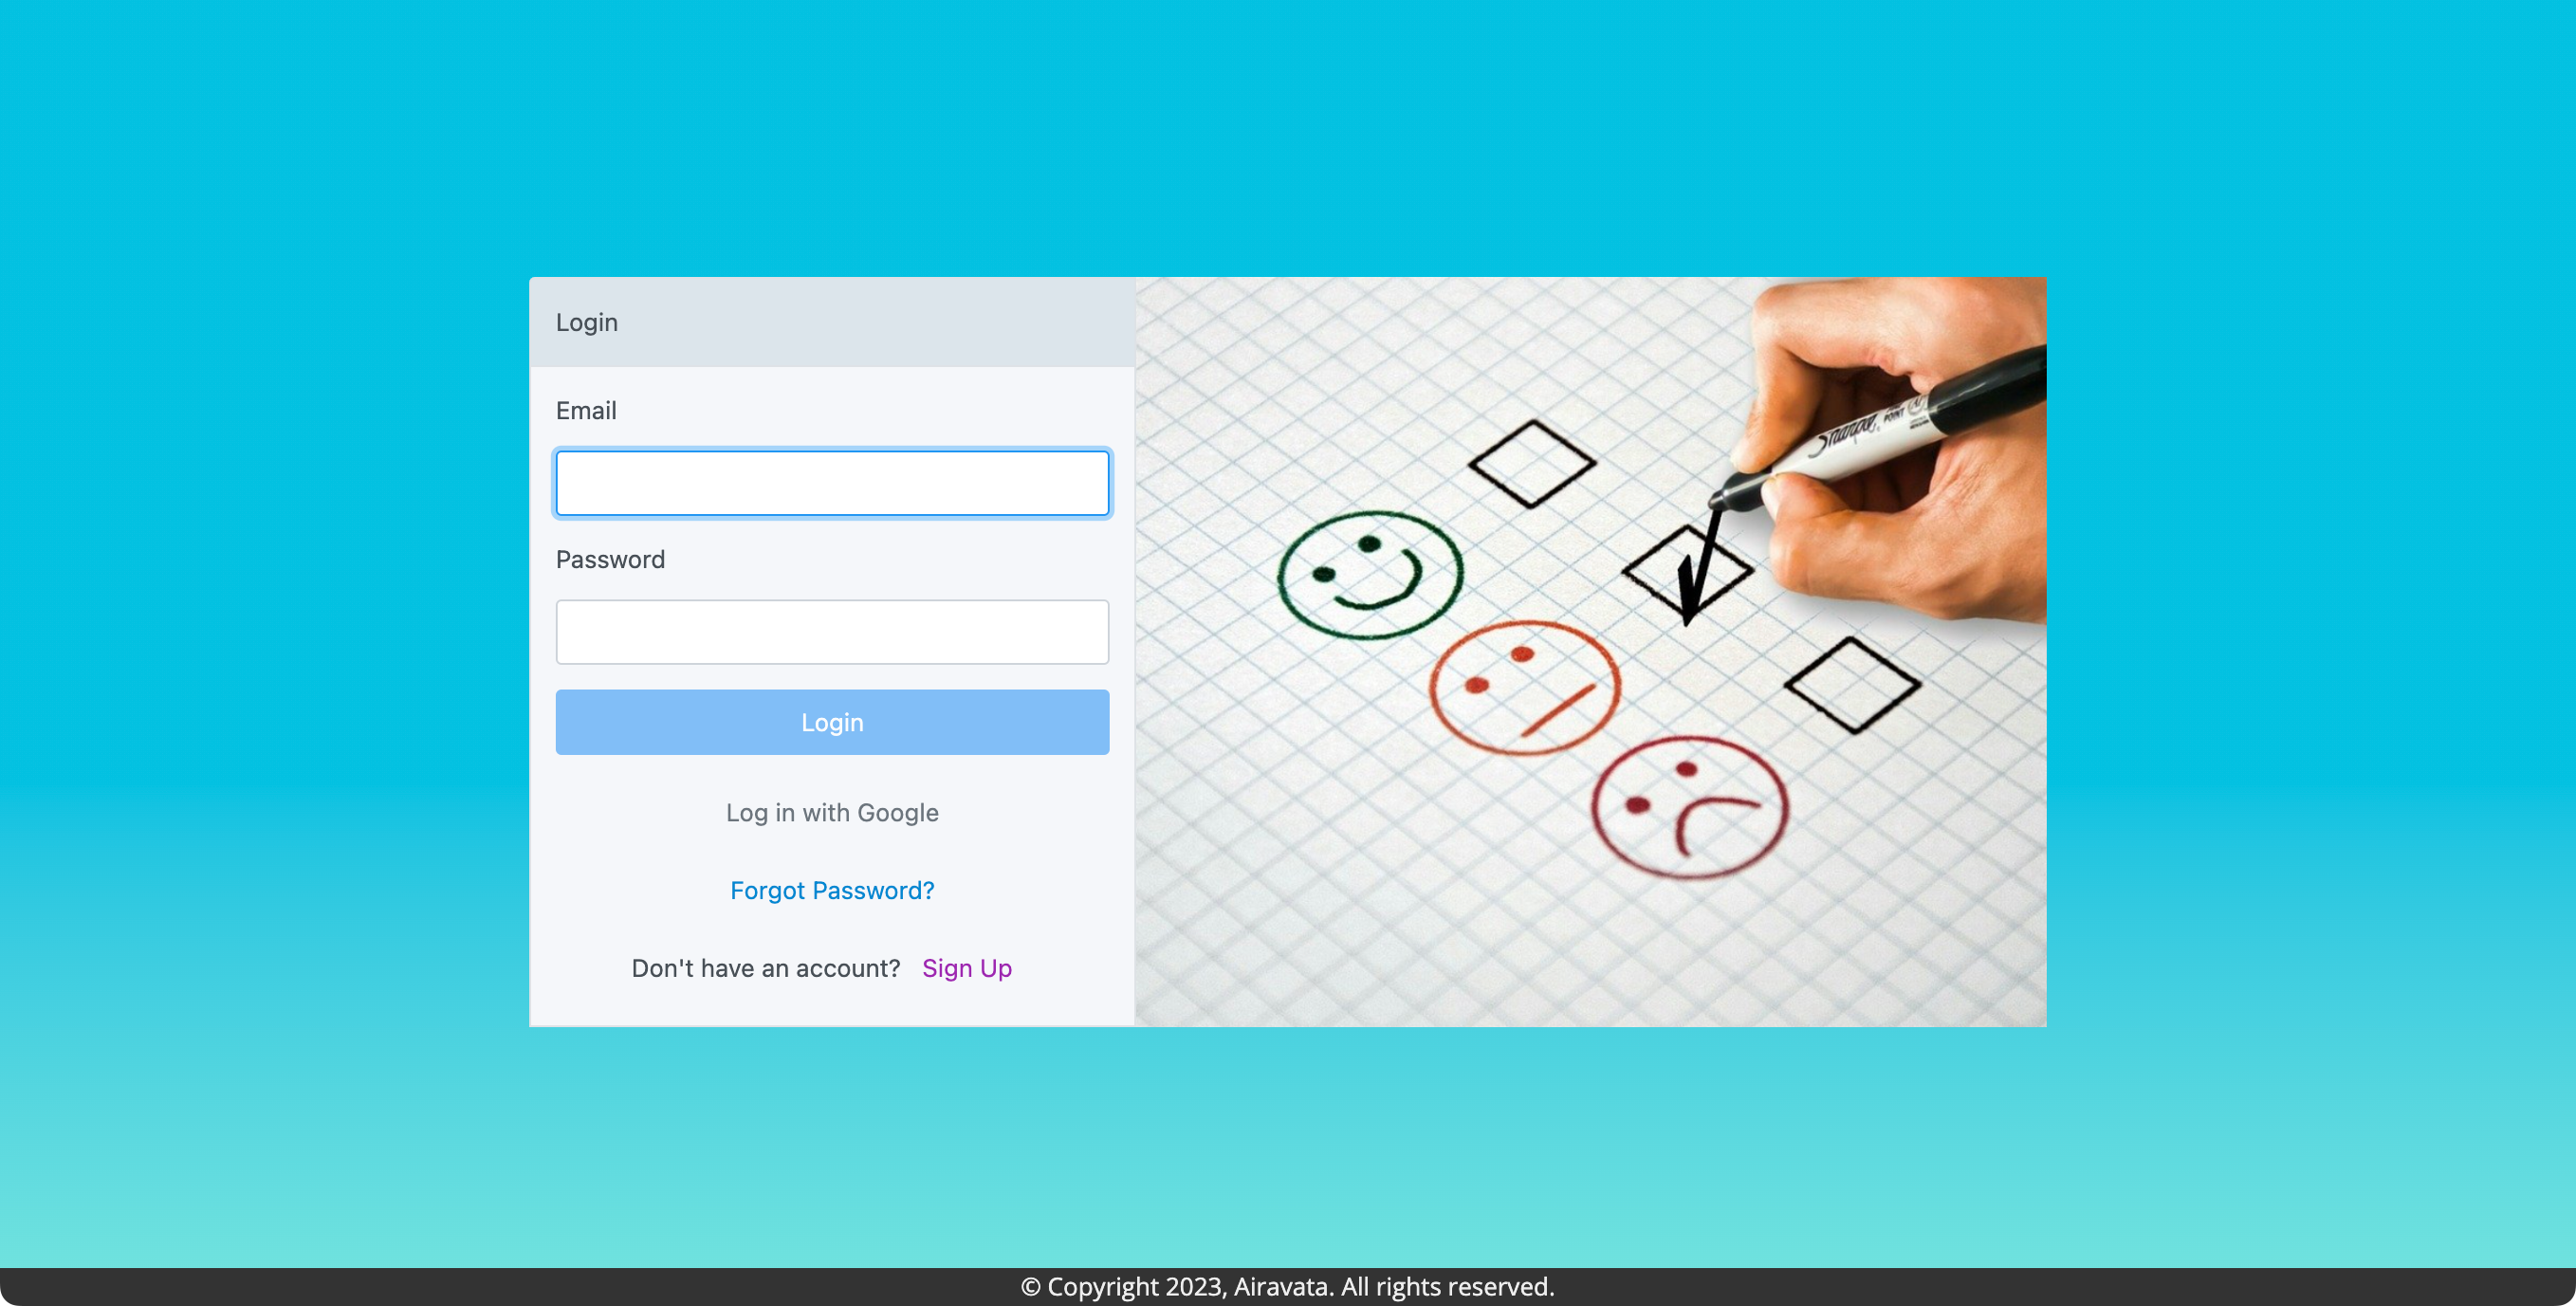 Login
Email
Password
Login
Log in with Google
Forgot Password?
Don't have an account? Sign Up
Sharpie
POINT
© Copyright 2023, Airavata. All rights reserved.